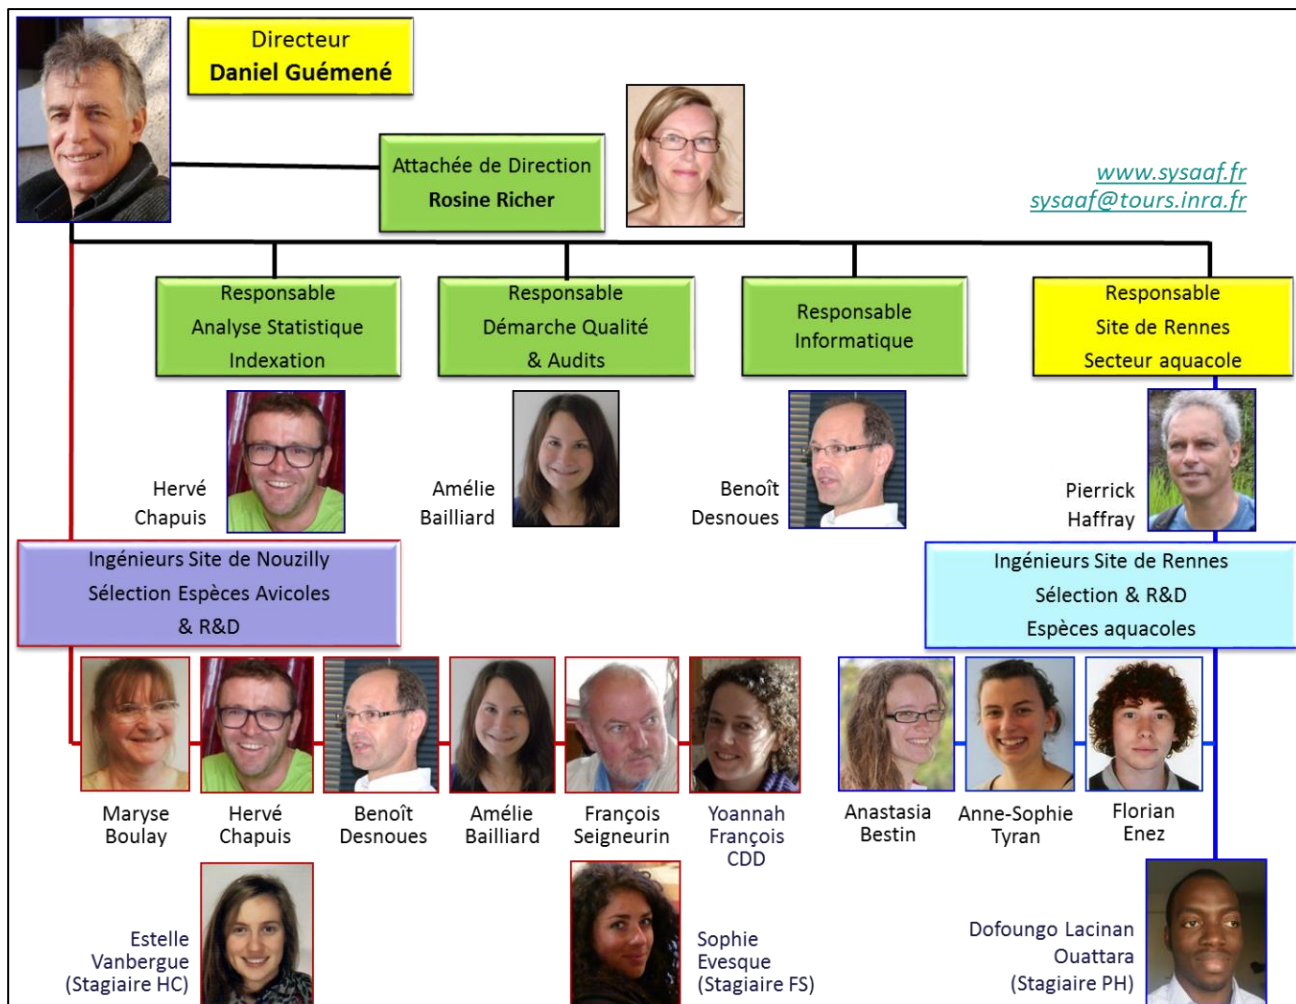 Directeur
Daniel Guémené
Attachée de Direction
Rosine Richer
www.sysaaf.fr
sysaaf@tours.inra.fr
Responsable
Analyse Statistique
Indexation
Responsable
Démarche Qualité
& Audits
Responsable
Informatique
Responsable
Site de Rennes
Secteur aquacole
Hervé
Chapuis
Amélie
Bailliard
Benoît
Desnoues
Pierrick
Haffray
Ingénieurs Site de Nouzilly
Sélection Espèces Avicoles
& R&D
Ingénieurs Site de Rennes
Sélection & R&D
Espèces aquacoles
Maryse
Boulay
Hervé
Chapuis
Benoît
Desnoues
Amélie
Bailliard
François
Seigneurin
Yoannah
François
CDD
Anastasia
Bestin
Anne-Sophie
Tyran
Florian
Enez
Estelle
Vanbergue
(Stagiaire HC)
Sophie
Evesque
(Stagiaire FS)
Dofoungo Lacinan
Ouattara
(Stagiaire PH)